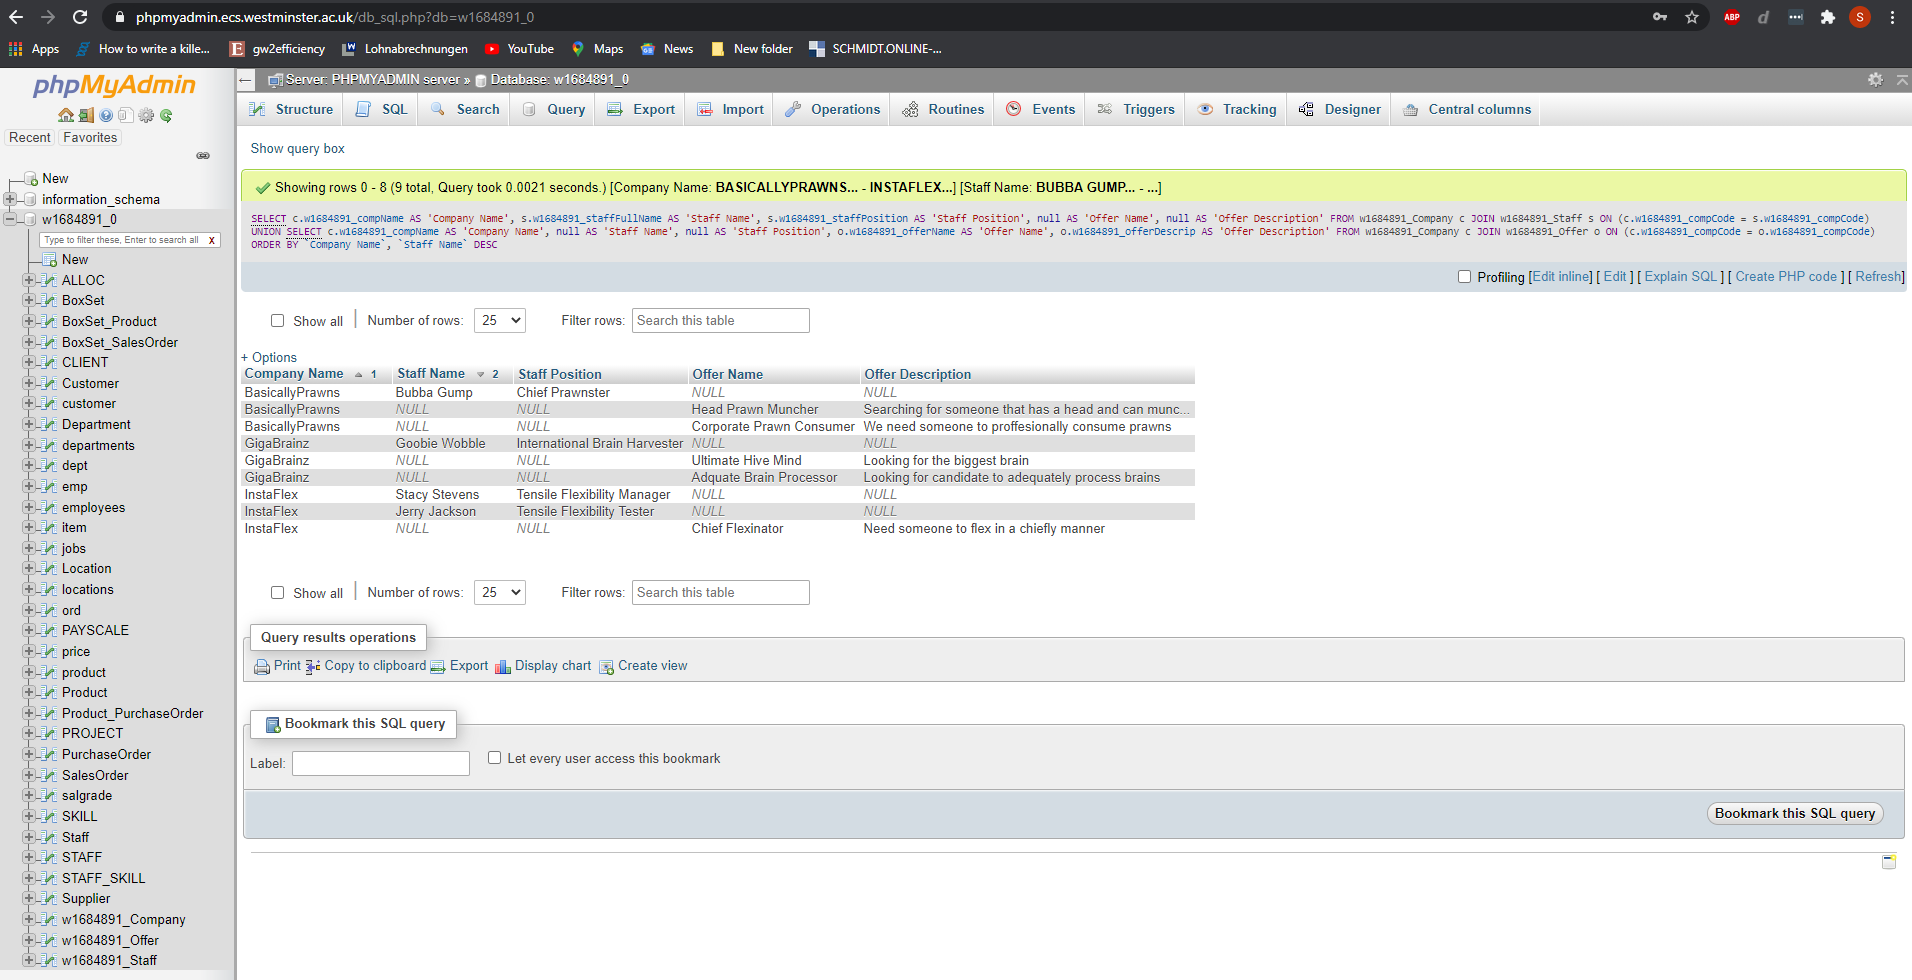 phpmyadmin.ecs.westminster.ac.uk/db_sql.php?db=w1684891_0
ABP
d
S
Apps
How to write a kille...
gw2efficiency
Lohnabrechnungen
YouTube
Maps
News
New folder
SCHMIDT.ONLINE-...
phpMyAdmin
Recent
Favorites
New
information_schema
w1684891_0
Type to filter these, Enter to search all X
New
ALLOC
BoxSet
BoxSet_Product
BoxSet_SalesOrder
CLIENT
Customer
customer
Department
departments
dept
emp
employees
item
jobs
Location
locations
ord
PAYSCALE
price
product
Product
Product_PurchaseOrder
PROJECT
PurchaseOrder
SalesOrder
salgrade
SKILL
Staff
STAFF
STAFF_SKILL
Supplier
w1684891_Company
w1684891_Offer
w1684891_Staff
Server: PHPMYADMIN server » Database: w1684891_0
Structure SQL Search Query Export Import Operations Routines Events Triggers Tracking Designer Central columns
Show query box
Showing rows 0 - 8 (9 total, Query took 0.0021 seconds.) [Company Name: BASICALLYPRAWNS... - INSTAFLEX...] [Staff Name: BUBBA GUMP... - ...]
SELECT c.w1684891_compName AS 'Company Name', s.w1684891_staffFullName AS 'Staff Name', s.w1684891_staffPosition AS 'Staff Position', null AS 'Offer Name', null AS 'Offer Description' FROM w1684891_Company c JOIN w1684891_Staff s ON (c.w1684891_compCode = s.w1684891_compCode)
UNION SELECT c.w1684891_compName AS 'Company Name', null AS 'Staff Name', null AS 'Staff Position', o.w1684891_offerName AS 'Offer Name', o.w1684891_offerDescrip AS 'Offer Description' FROM w1684891_Company c JOIN w1684891_Offer o ON (c.w1684891_compCode = o.w1684891_compCode)
ORDER BY `Company Name`, `Staff Name` DESC
Profiling [Edit inline] [ Edit ] [ Explain SQL ] [ Create PHP code ] [ Refresh]
Show all Number of rows: 25 Filter rows: Search this table
+ Options
Company Name 1 Staff Name 2 Staff Position Offer Name Offer Description
BasicallyPrawns Bubba Gump Chief Prawnster NULL NULL
BasicallyPrawns NULL NULL Head Prawn Muncher Searching for someone that has a head and can munc...
BasicallyPrawns NULL NULL Corporate Prawn Consumer We need someone to proffesionally consume prawns
GigaBrainz Goobie Wobble International Brain Harvester NULL NULL
GigaBrainz NULL NULL Ultimate Hive Mind Looking for the biggest brain
GigaBrainz NULL NULL Adquate Brain Processor Looking for candidate to adequately process brains
InstaFlex Stacy Stevens Tensile Flexibility Manager NULL NULL
InstaFlex Jerry Jackson Tensile Flexibility Tester NULL NULL
InstaFlex NULL NULL Chief Flexinator Need someone to flex in a chiefly manner
Show all Number of rows: 25 Filter rows: Search this table
Query results operations
Print Copy to clipboard Export Display chart Create view
Bookmark this SQL query
Label:
Let every user access this bookmark
Bookmark this SQL query